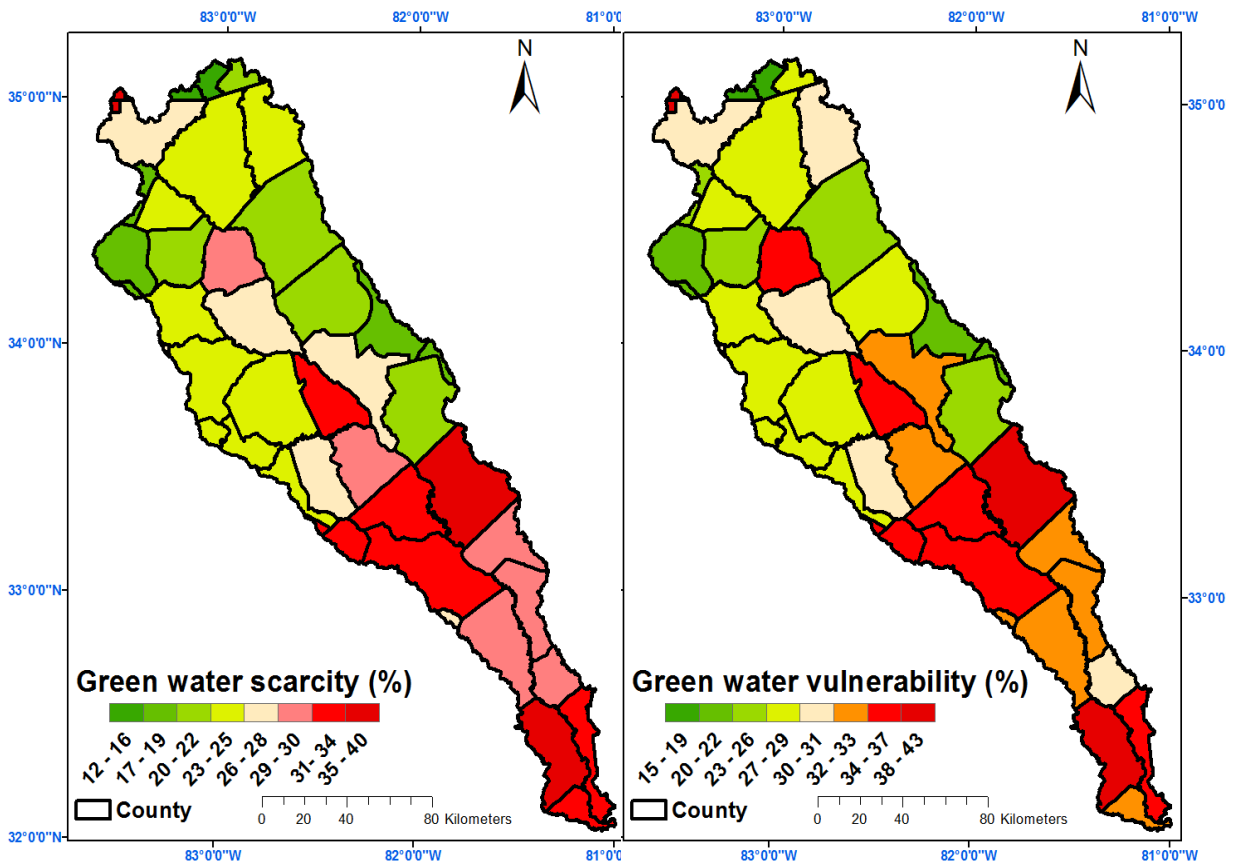 83°0'0"W 82°0'0"W 81°0'0"W 83°0'0"W 82°0'0"W 81°0'0"W
N N
35°0'0"N 35°0'0
34°0'0"N 34°0'0
33°0'0"N 33°0'0
32°0'0"N
Green water scarcity (%)
12 - 16
17 - 19
20 - 22
23 - 25
26 - 28
29 - 30
31- 34
35 - 40
County
0 20 40 80 Kilometers
Green water vulnerability (%)
15 - 19
20 - 22
23 - 26
27 - 29
30 - 31
32 - 33
34 - 37
38 - 43
County
0 20 40 80 Kilometers
83°0'0"W 82°0'0"W 81°0'0" 83°0'0"W 82°0'0"W 81°0'0"W